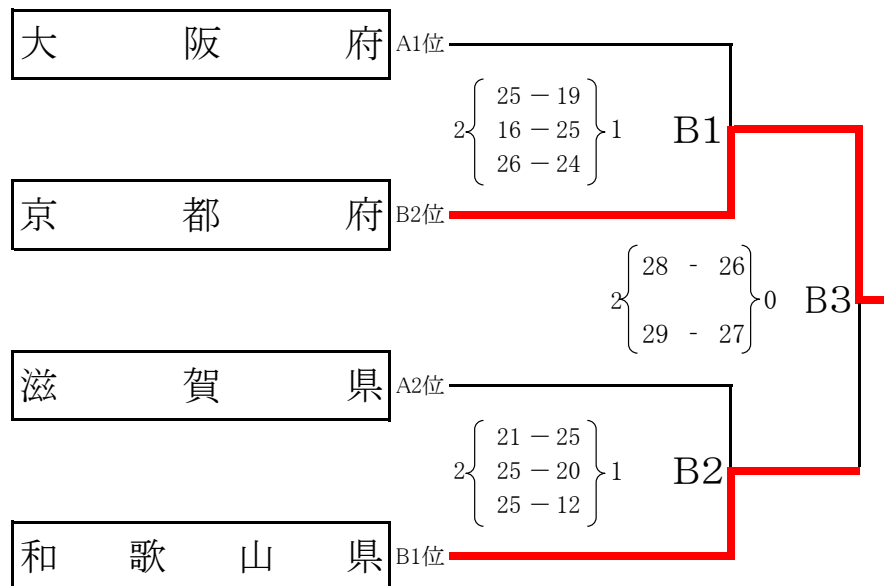 大阪府 A1位
2 25 − 19 1
16 − 25
26 − 24
B1
京都府 B2位
2 28 - 26 0
29 - 27
B3
滋賀県 A2位
2 21 − 25 1
25 − 20
25 − 12
B2
和歌山県 B1位